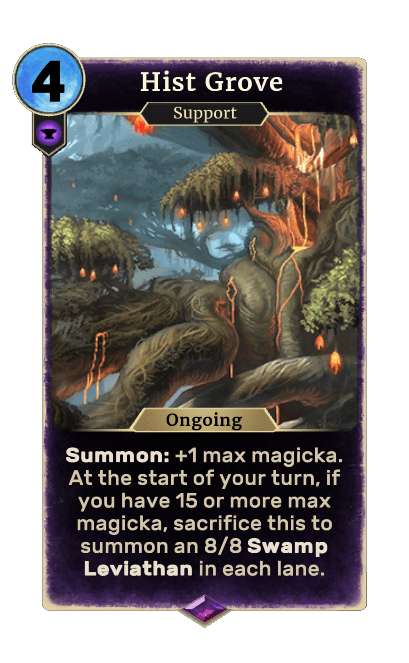 4
Hist Grove
Support
Ongoing
Summon: +1 max magicka.
At the start of your turn, if
you have 15 or more max
magicka, sacrifice this to
summon an 8/8 Swamp
Leviathan in each lane.